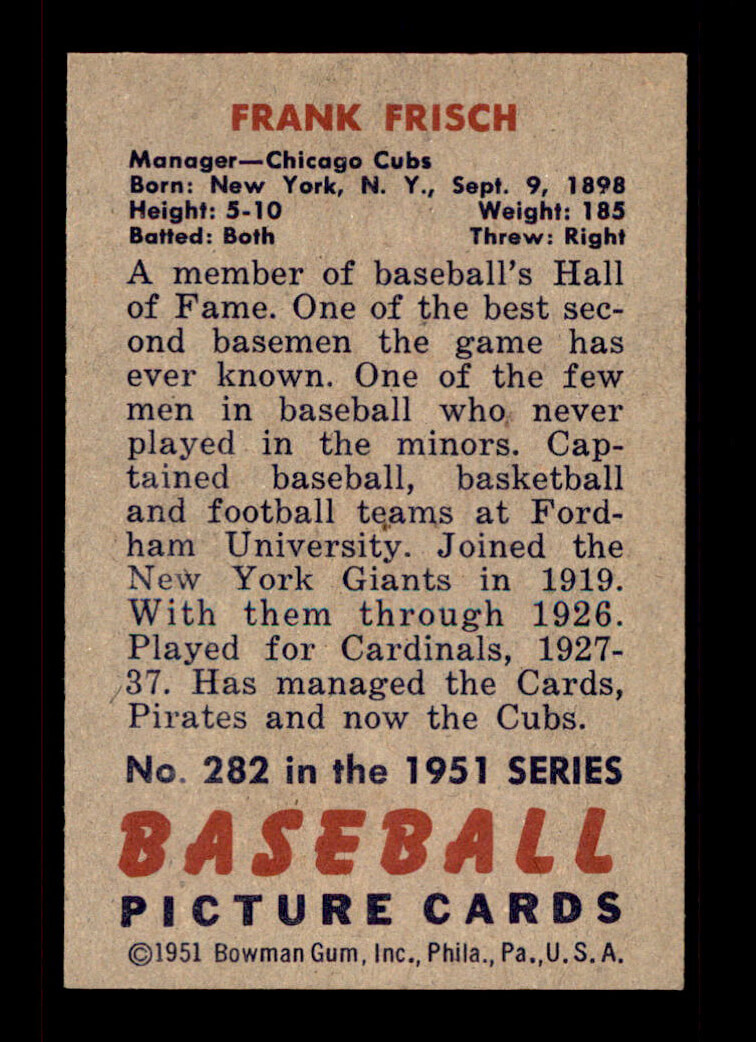 FRANK FRISCH
Manager—Chicago Cubs
Born: New York, N. Y., Sept. 9, 1898
Height: 5-10 Weight: 185
Batted: Both Threw: Right
A member of baseball's Hall
of Fame. One of the best sec-
ond basemen the game has
ever known. One of the few
men in baseball who never
played in the minors. Cap-
tained baseball, basketball
and football teams at Ford-
ham University. Joined the
New York Giants in 1919.
With them through 1926.
Played for Cardinals, 1927-
37. Has managed the Cards,
Pirates and now the Cubs.
No. 282 in the 1951 SERIES
BASEBALL
PICTURE CARDS
©1951 Bowman Gum, Inc., Phila., Pa., U. S. A.